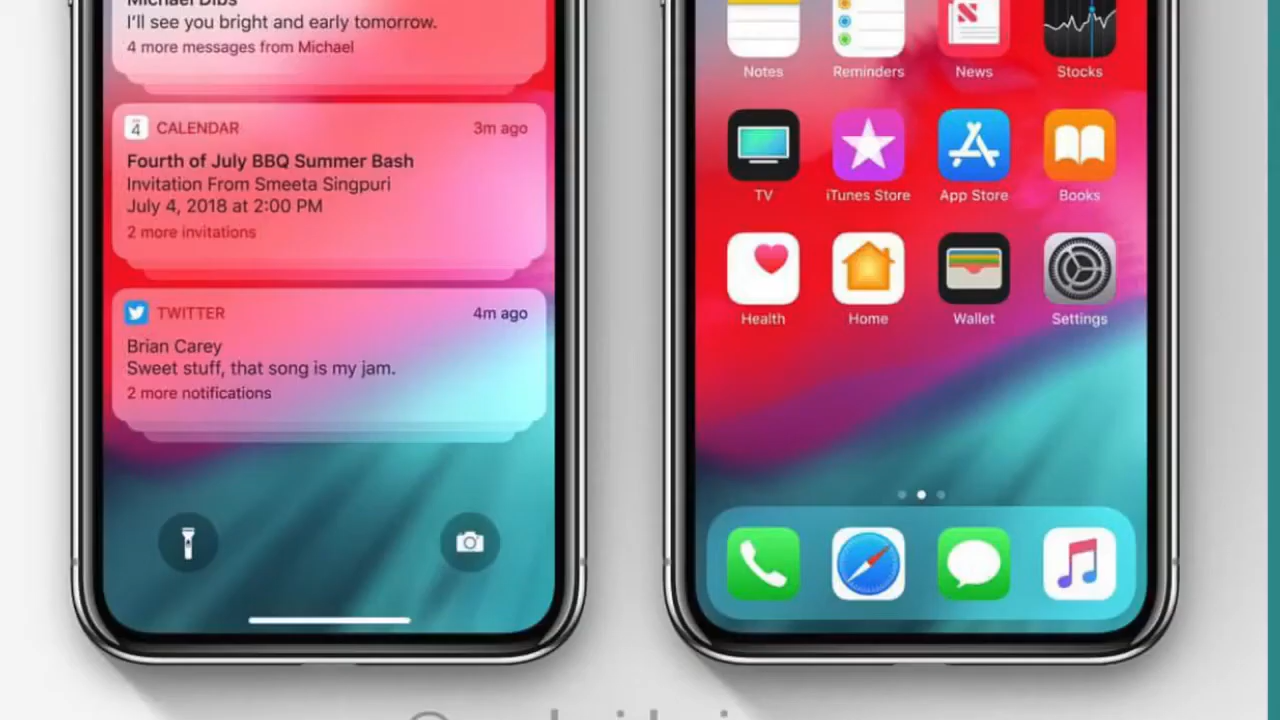 Michael Dibs
I'll see you bright and early tomorrow.
4 more messages from Michael
4
CALENDAR
3m ago
Fourth of July BBQ Summer Bash
Invitation From Smeeta Singpuri
July 4, 2018 at 2:00 PM
2 more invitations
TWITTER
4m ago
Brian Carey
Sweet stuff, that song is my jam.
2 more notifications
Notes
Reminders
News
Stocks
TV
iTunes Store
App Store
Books
Health
Home
Wallet
Settings